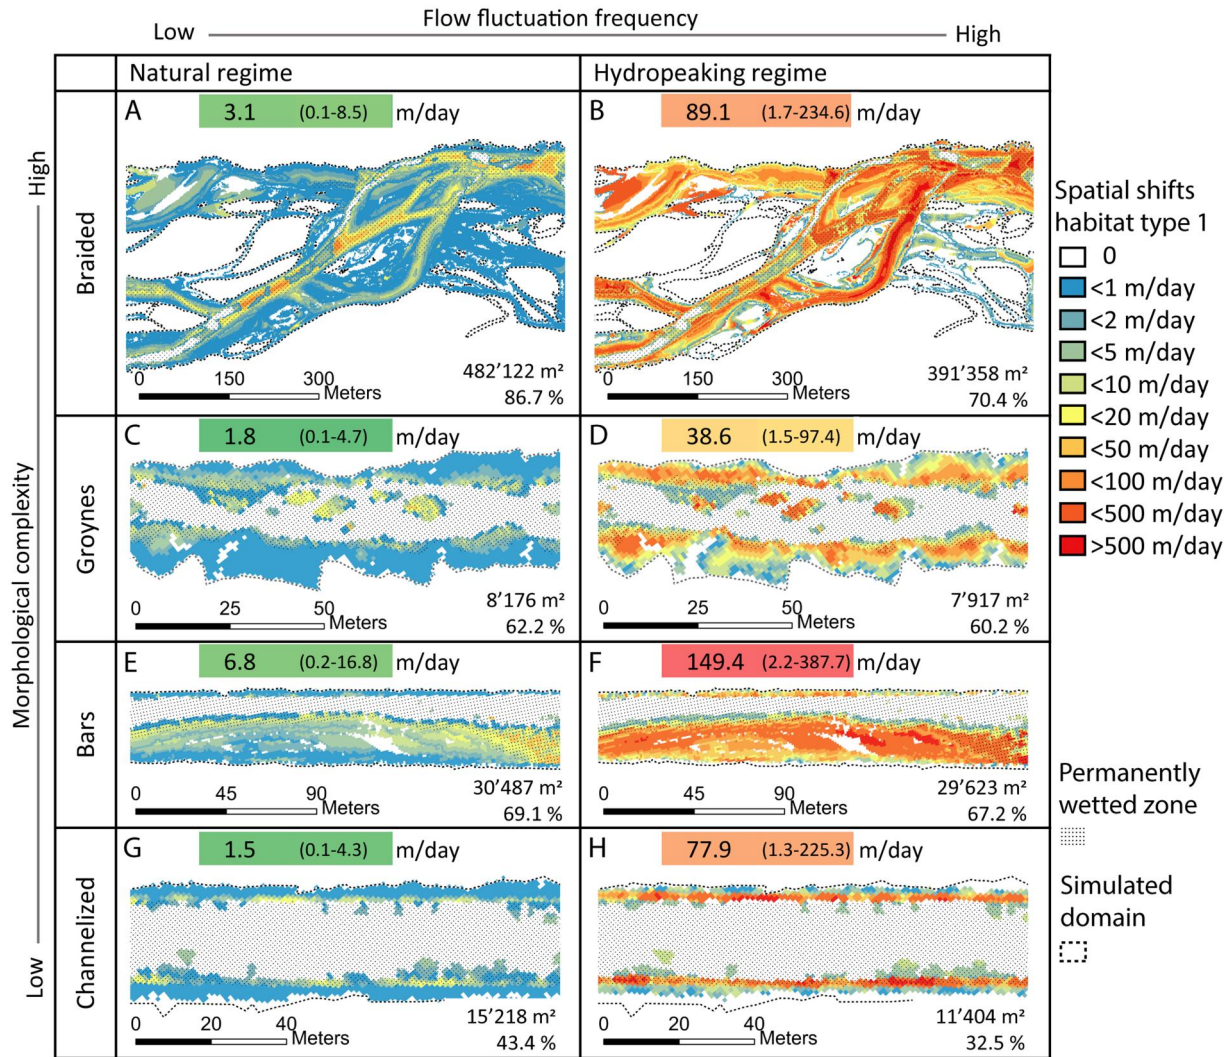 Flow fluctuation frequency
Low High
Natural regime Hydropeaking regime
Morphological complexity
High
Low
Braided
A 3.1 (0.1-8.5) m/day
0 150 300 Meters
482’122 m²
86.7 %
B 89.1 (1.7-234.6) m/day
0 150 300 Meters
391’358 m²
70.4 %
Groynes
C 1.8 (0.1-4.7) m/day
0 25 50 Meters
8’176 m²
62.2 %
D 38.6 (1.5-97.4) m/day
0 25 50 Meters
7’917 m²
60.2 %
Bars
E 6.8 (0.2-16.8) m/day
0 45 90 Meters
30’487 m²
69.1 %
F 149.4 (2.2-387.7) m/day
0 45 90 Meters
29’623 m²
67.2 %
Channelized
G 1.5 (0.1-4.3) m/day
0 20 40 Meters
15’218 m²
43.4 %
H 77.9 (1.3-225.3) m/day
0 20 40 Meters
11’404 m²
32.5 %
Spatial shifts
habitat type 1
0
<1 m/day
<2 m/day
<5 m/day
<10 m/day
<20 m/day
<50 m/day
<100 m/day
<500 m/day
>500 m/day
Permanently
wetted zone
Simulated
domain